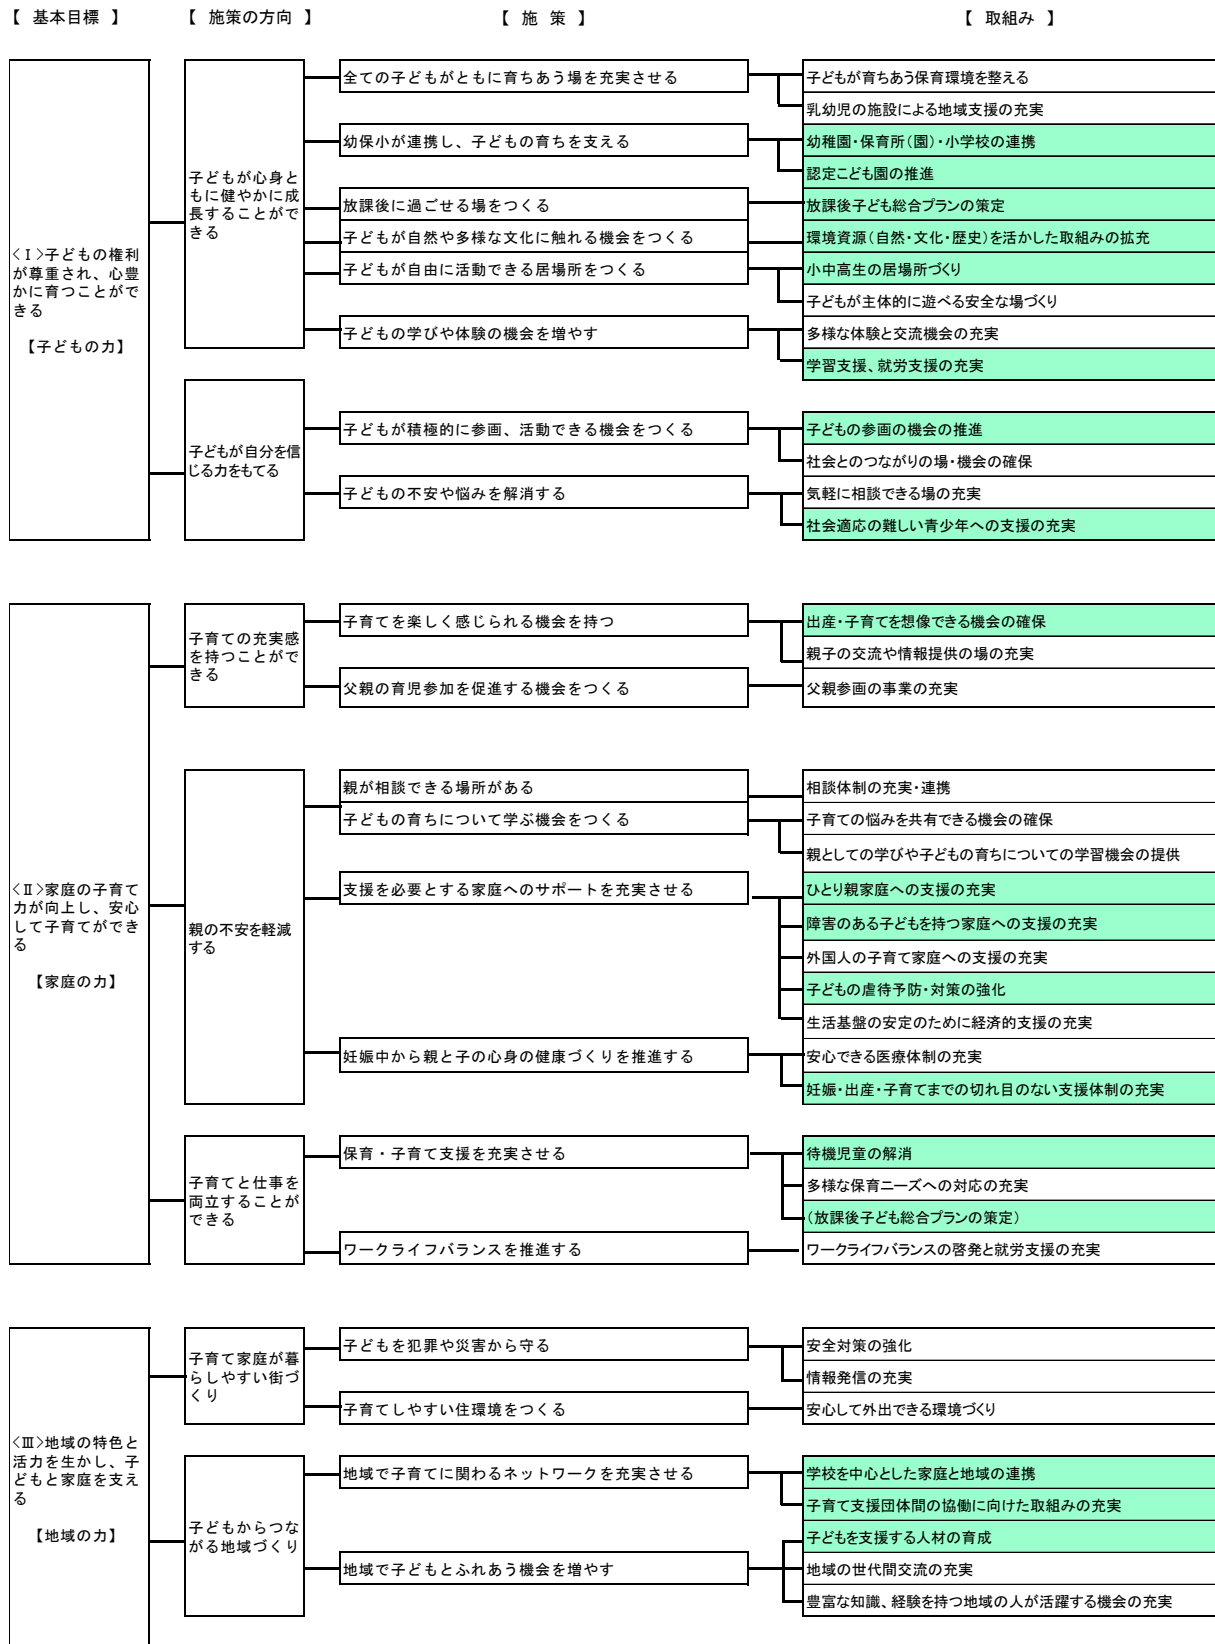 【 基本目標 】
【 施策の方向 】
【 施 策 】
【 取組み 】
<Ⅰ>子どもの権利
が尊重され、心豊
かに育つことがで
きる
【子どもの力】
子どもが心身と
もに健やかに成
長することがで
きる
全ての子どもがともに育ちあう場を充実させる
子どもが育ちあう保育環境を整える
乳幼児の施設による地域支援の充実
幼保小が連携し、子どもの育ちを支える
幼稚園・保育所(園)・小学校の連携
認定こども園の推進
放課後に過ごせる場をつくる
放課後子ども総合プランの策定
子どもが自然や多様な文化に触れる機会をつくる
環境資源(自然・文化・歴史)を活かした取組みの拡充
子どもが自由に活動できる居場所をつくる
小中高生の居場所づくり
子どもが主体的に遊べる安全な場づくり
子どもの学びや体験の機会を増やす
多様な体験と交流機会の充実
学習支援、就労支援の充実
子どもが自分を信
じる力をもてる
子どもが積極的に参画、活動できる機会をつくる
子どもの参画の機会の推進
社会とのつながりの場・機会の確保
子どもの不安や悩みを解消する
気軽に相談できる場の充実
社会適応の難しい青少年への支援の充実
<Ⅱ>家庭の子育て
力が向上し、安心
して子育てができ
る
【家庭の力】
子育ての充実感
を持つことがで
きる
子育てを楽しく感じられる機会を持つ
出産・子育てを想像できる機会の確保
親子の交流や情報提供の場の充実
父親の育児参加を促進する機会をつくる
父親参画の事業の充実
親の不安を軽減
する
親が相談できる場所がある
相談体制の充実・連携
子どもの育ちについて学ぶ機会をつくる
子育ての悩みを共有できる機会の確保
親としての学びや子どもの育ちについての学習機会の提供
支援を必要とする家庭へのサポートを充実させる
ひとり親家庭への支援の充実
障害のある子どもを持つ家庭への支援の充実
外国人の子育て家庭への支援の充実
子どもの虐待予防・対策の強化
生活基盤の安定のために経済的支援の充実
妊娠中から親と子の心身の健康づくりを推進する
安心できる医療体制の充実
妊娠・出産・子育てまでの切れ目のない支援体制の充実
子育てと仕事を
両立することが
できる
保育・子育て支援を充実させる
待機児童の解消
多様な保育ニーズへの対応の充実
(放課後子ども総合プランの策定)
ワークライフバランスを推進する
ワークライフバランスの啓発と就労支援の充実
<Ⅲ>地域の特色と
活力を生かし、子
どもと家庭を支え
る
【地域の力】
子育て家庭が暮
らしやすい街づ
くり
子どもを犯罪や災害から守る
安全対策の強化
情報発信の充実
子育てしやすい住環境をつくる
安心して外出できる環境づくり
子どもからつな
がる地域づくり
地域で子育てに関わるネットワークを充実させる
学校を中心とした家庭と地域の連携
子育て支援団体間の協働に向けた取組みの充実
地域で子どもとふれあう機会を増やす
子どもを支援する人材の育成
地域の世代間交流の充実
豊富な知識、経験を持つ地域の人が活躍する機会の充実